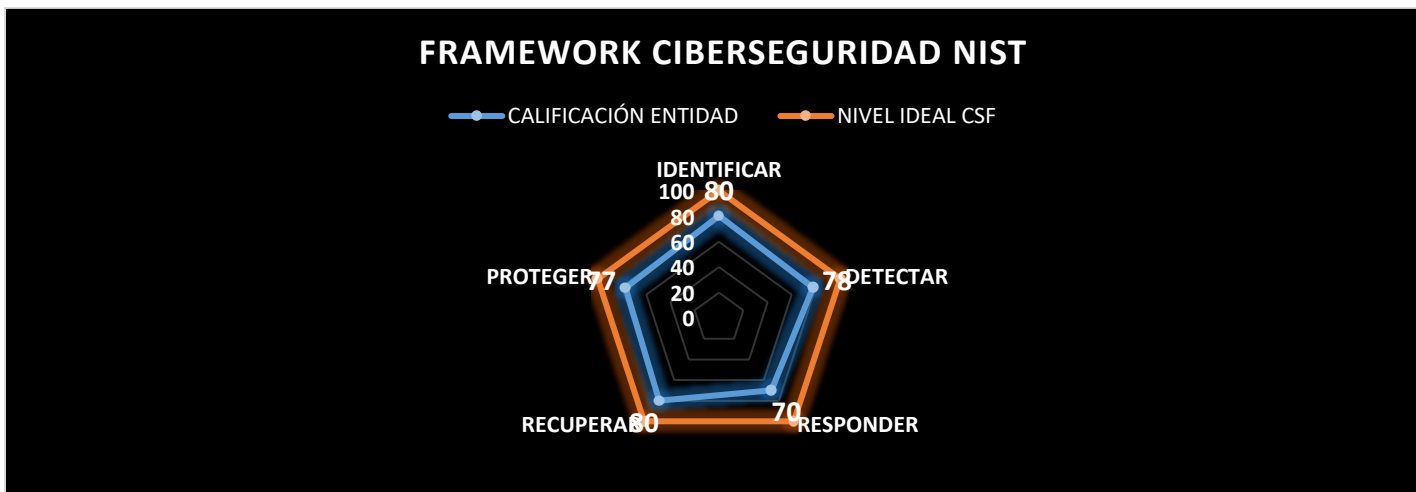 FRAMEWORK CIBERSEGURIDAD NIST
CALIFICACIÓN ENTIDAD
NIVEL IDEAL CSF
IDENTIFICAR
100
80
80
60
40
20
0
PROTEGER
77
78
DETECTAR
RECUPERAR
80
70
RESPONDER